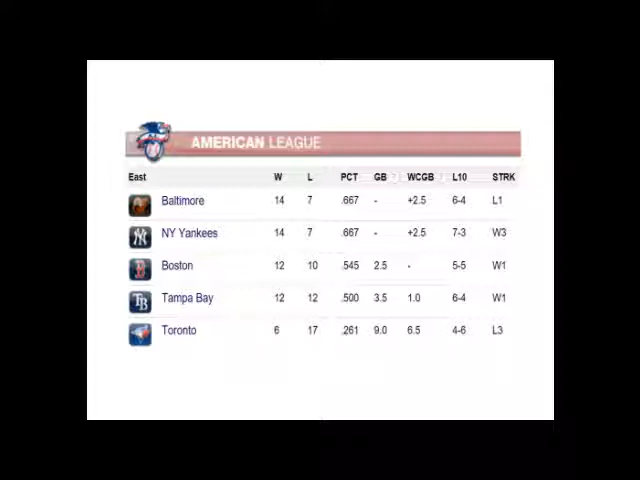 AMERICAN LEAGUE
East W L PCT GB WCGB L10 STRK
Baltimore 14 7 .667 - +2.5 6-4 L1
NY Yankees 14 7 .667 - +2.5 7-3 W3
Boston 12 10 .545 2.5 - 5-5 W1
TB Tampa Bay 12 12 .500 3.5 1.0 6-4 W1
Toronto 6 17 .261 9.0 6.5 4-6 L3